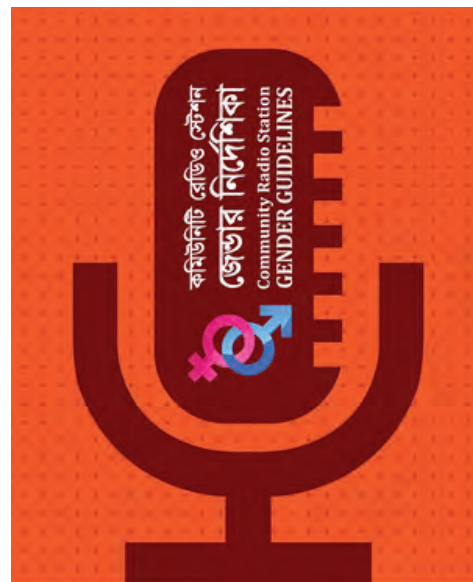 কমিউনিটি রেডিও স্টেশন
জেন্ডার নির্দেশিকা
Community Radio Station
GENDER GUIDELINES